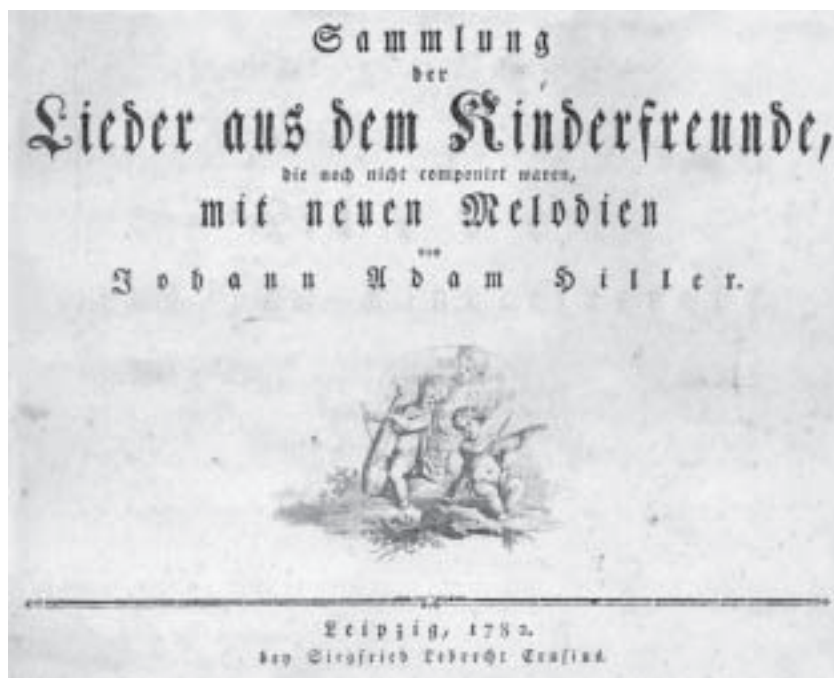 Sammlung
der
Lieder aus dem Kinderfreunde,
die noch nicht componirt waren,
mit neuen Melodien
von
Johann Adam Hiller.
Leipzig, 1782.
bey Siegfried Lebrecht Crusius.